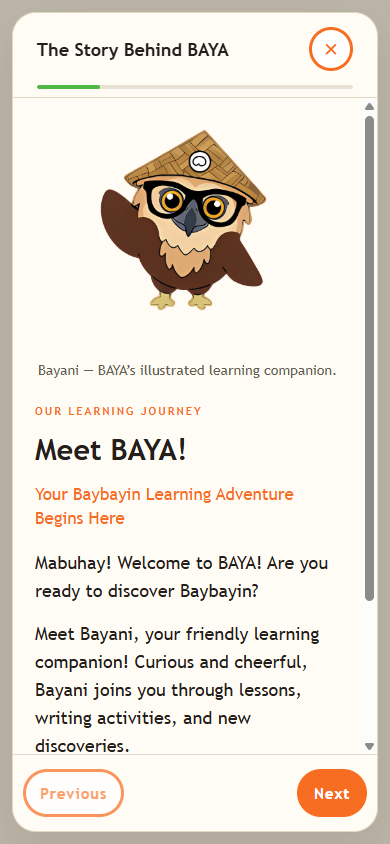 The Story Behind BAYA
Bayani — BAYA's illustrated learning companion.
OUR LEARNING JOURNEY
Meet BAYA!
Your Baybayin Learning Adventure
Begins Here
Mabuhay! Welcome to BAYA! Are you
ready to discover Baybayin?
Meet Bayani, your friendly learning
companion! Curious and cheerful,
Bayani joins you through lessons,
writing activities, and new
discoveries.
Previous
Next